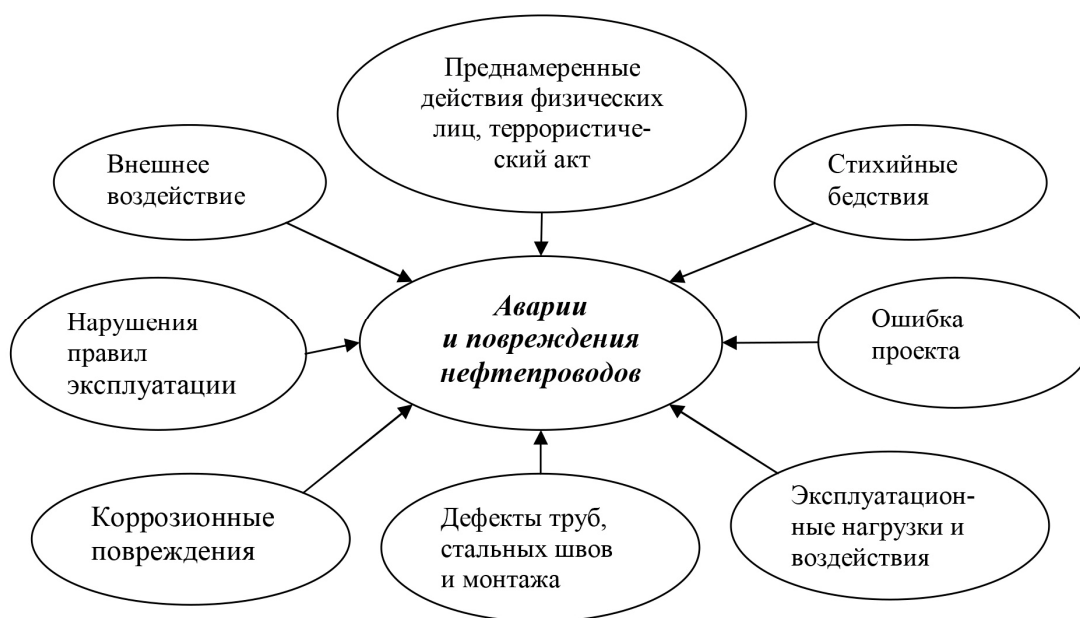 Преднамеренные
действия физических
лиц, террористиче-
ский акт
Внешнее
воздействие
Стихийные
бедствия
Аварии
и повреждения
нефтепроводов
Нарушения
правил
эксплуатации
Ошибка
проекта
Коррозионные
повреждения
Дефекты труб,
стальных швов
и монтажа
Эксплуатацион-
ные нагрузки и
воздействия